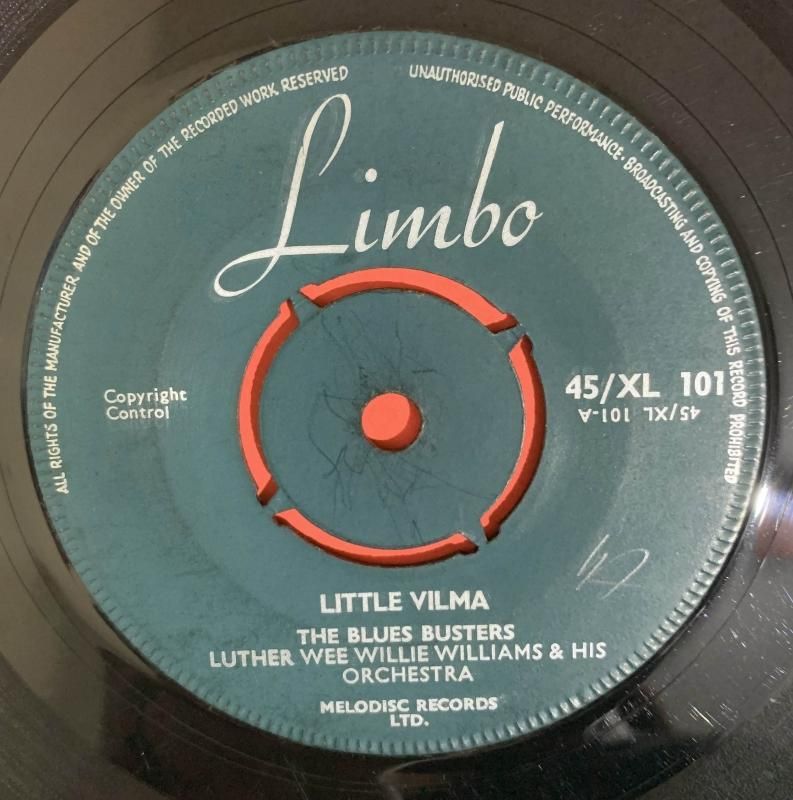 ALL RIGHTS OF THE MANUFACTURER AND OF THE OWNER OF THE RECORDED WORK RESERVED
UNAUTHORISED PUBLIC PERFORMANCE·BROADCASTING AND COPYING OF THIS RECORD PROHIBITED
Limbo
Copyright
Control
45/XL 101
45/XL 101-A
LITTLE VILMA
THE BLUES BUSTERS
LUTHER WEE WILLIE WILLIAMS & HIS
ORCHESTRA
MELODISC RECORDS
LTD.